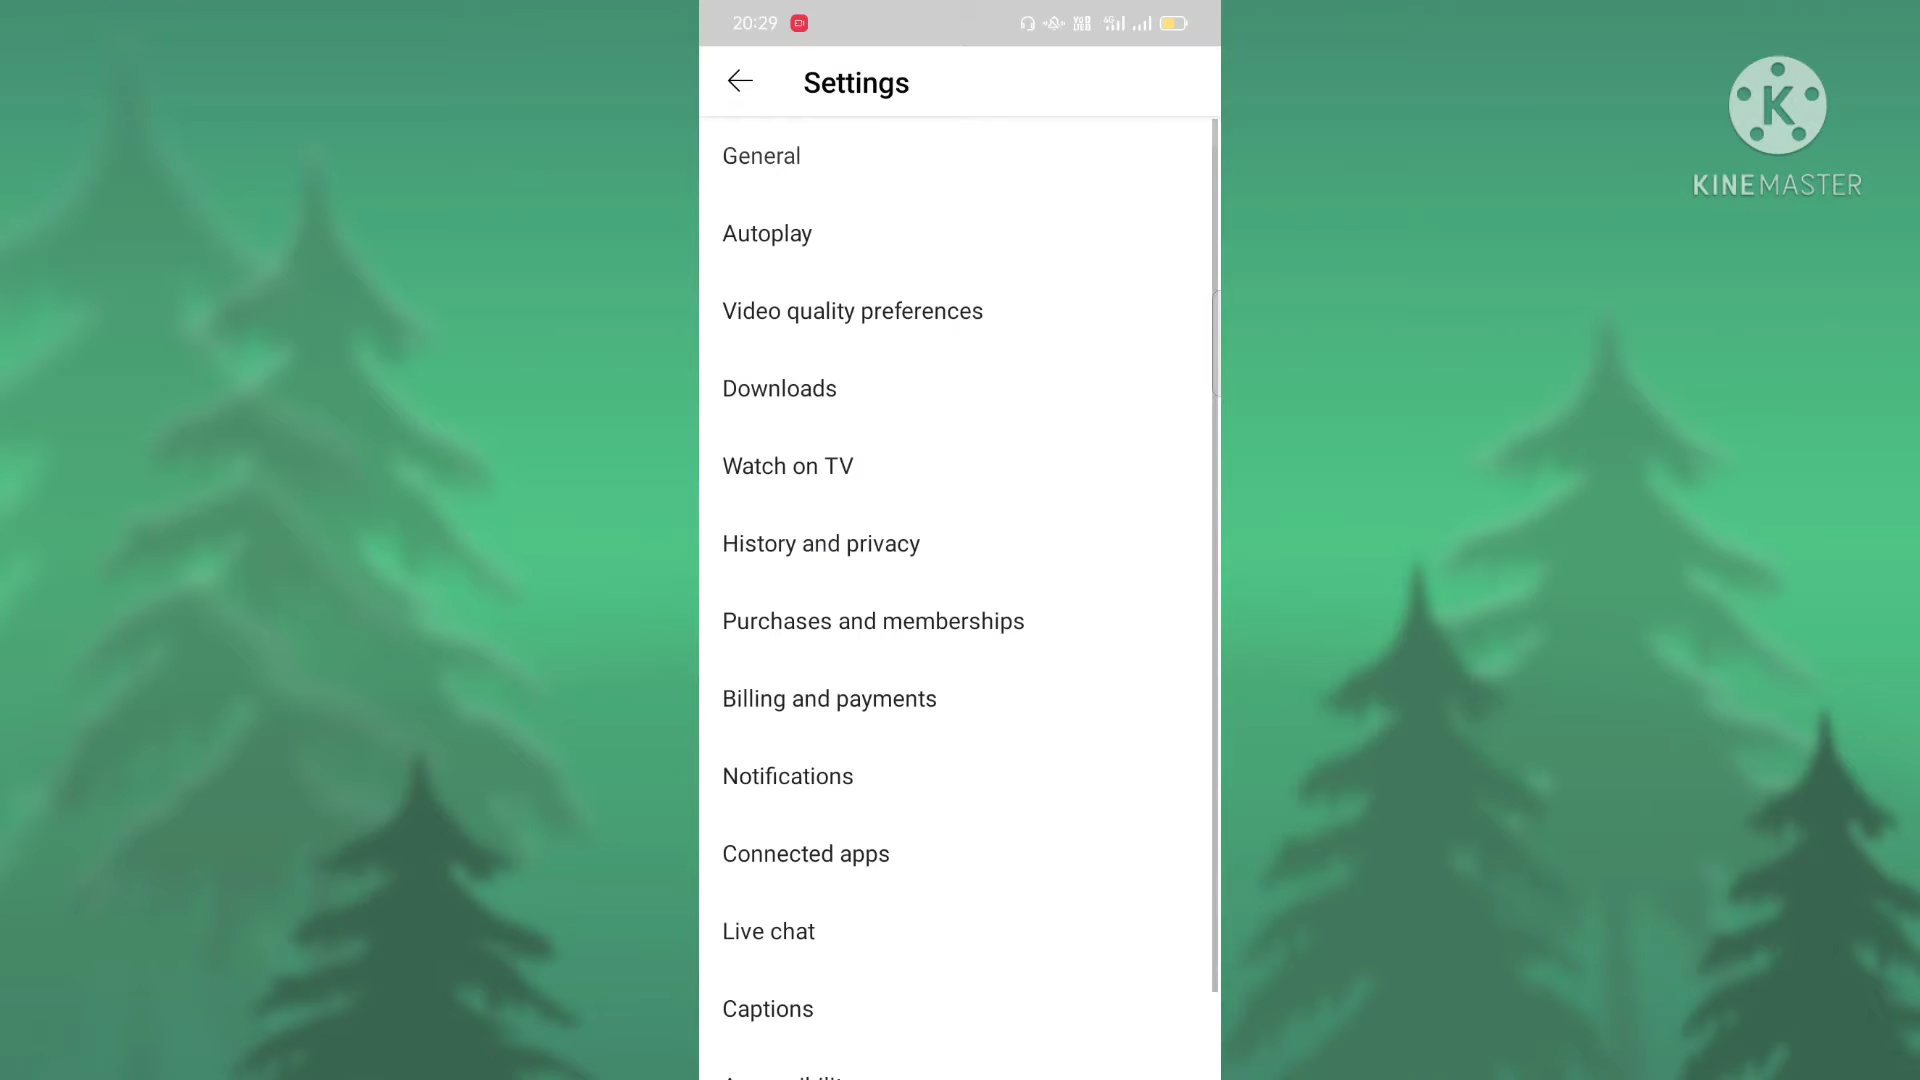 20:29
4G
Settings
General
Autoplay
Video quality preferences
Downloads
Watch on TV
History and privacy
Purchases and memberships
Billing and payments
Notifications
Connected apps
Live chat
Captions
K
KINEMASTER